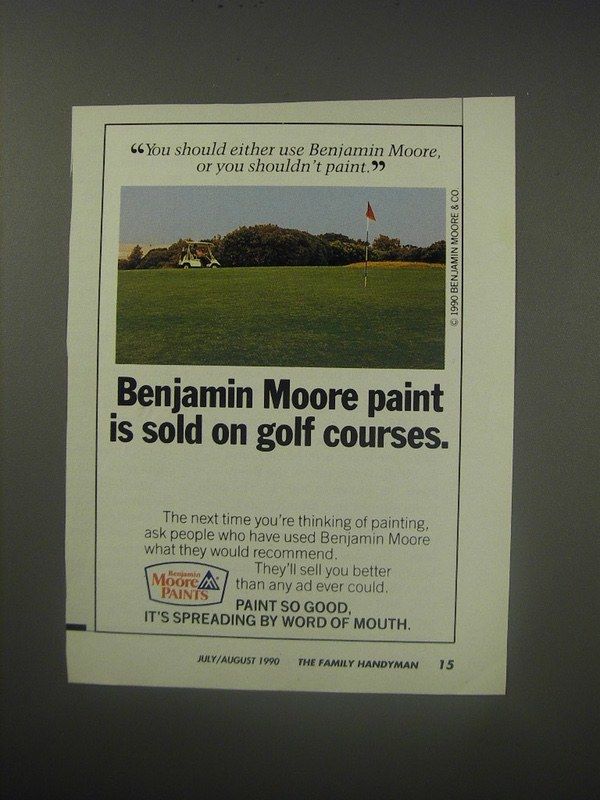 “You should either use Benjamin Moore,
or you shouldn’t paint.”
© 1990 BENJAMIN MOORE & CO.
Benjamin Moore paint
is sold on golf courses.
The next time you’re thinking of painting,
ask people who have used Benjamin Moore
what they would recommend.
They’ll sell you better
than any ad ever could.
Benjamin
Moore
PAINTS
PAINT SO GOOD,
IT’S SPREADING BY WORD OF MOUTH.
JULY/AUGUST 1990 THE FAMILY HANDYMAN 15